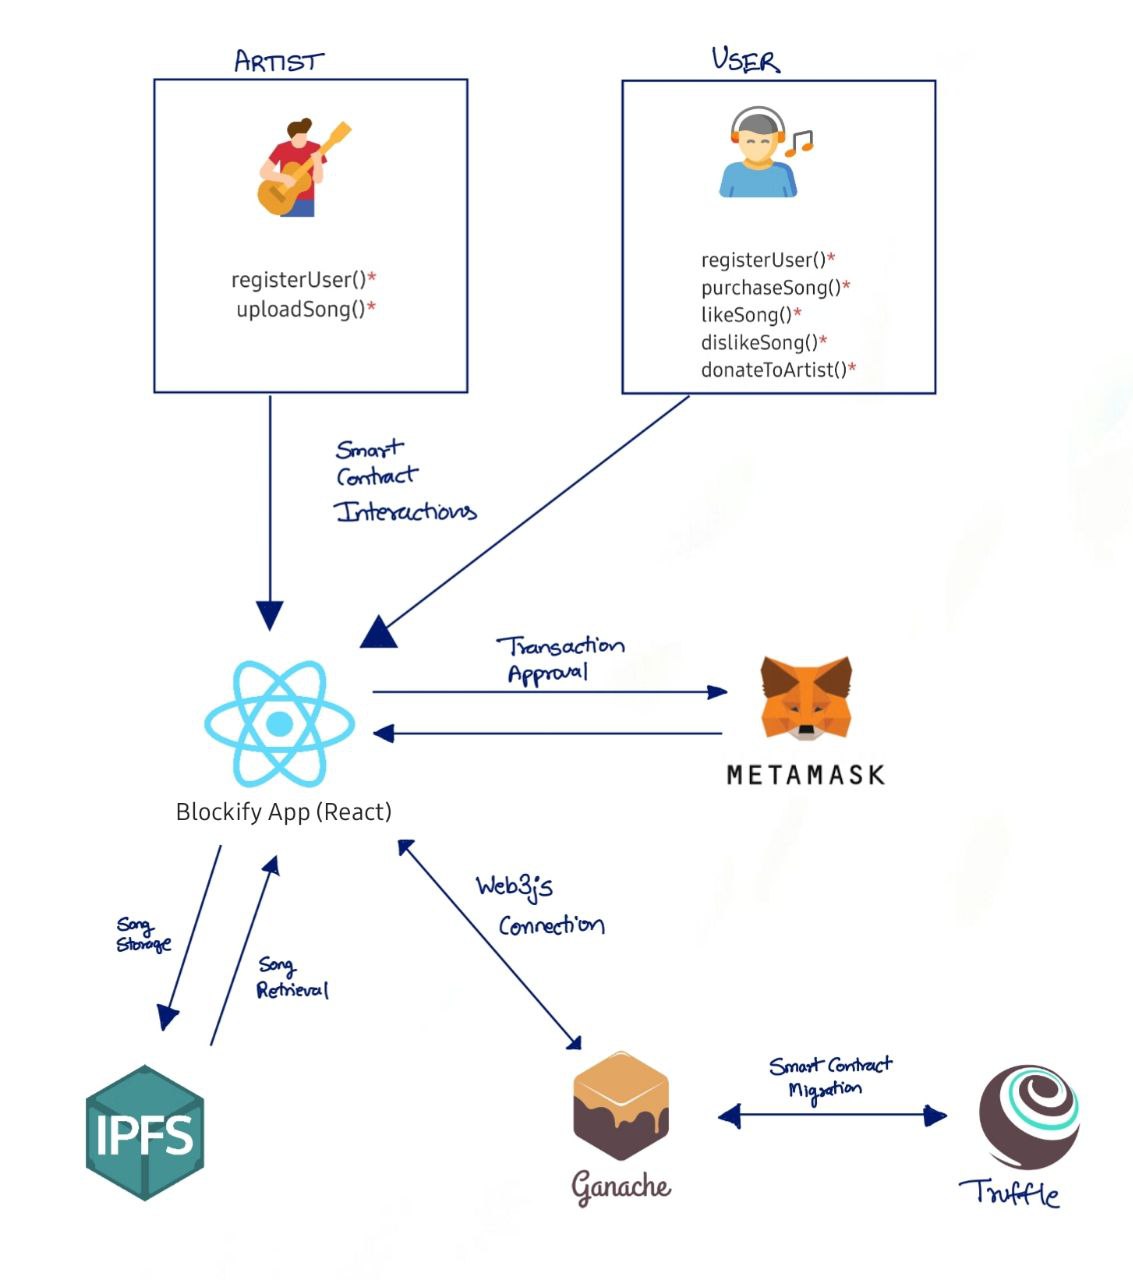 ARTIST
registerUser()*
uploadSong()*
USER
registerUser()*
purchaseSong()*
likeSong()*
dislikeSong()*
donateToArtist()*
Smart
Contract
Interactions
Transaction
Approval
METAMASK
Blockify App (React)
Song
Storage
Song
Retrieval
Web3js
Connection
IPFS
Ganache
Smart Contract
Migration
Truffle